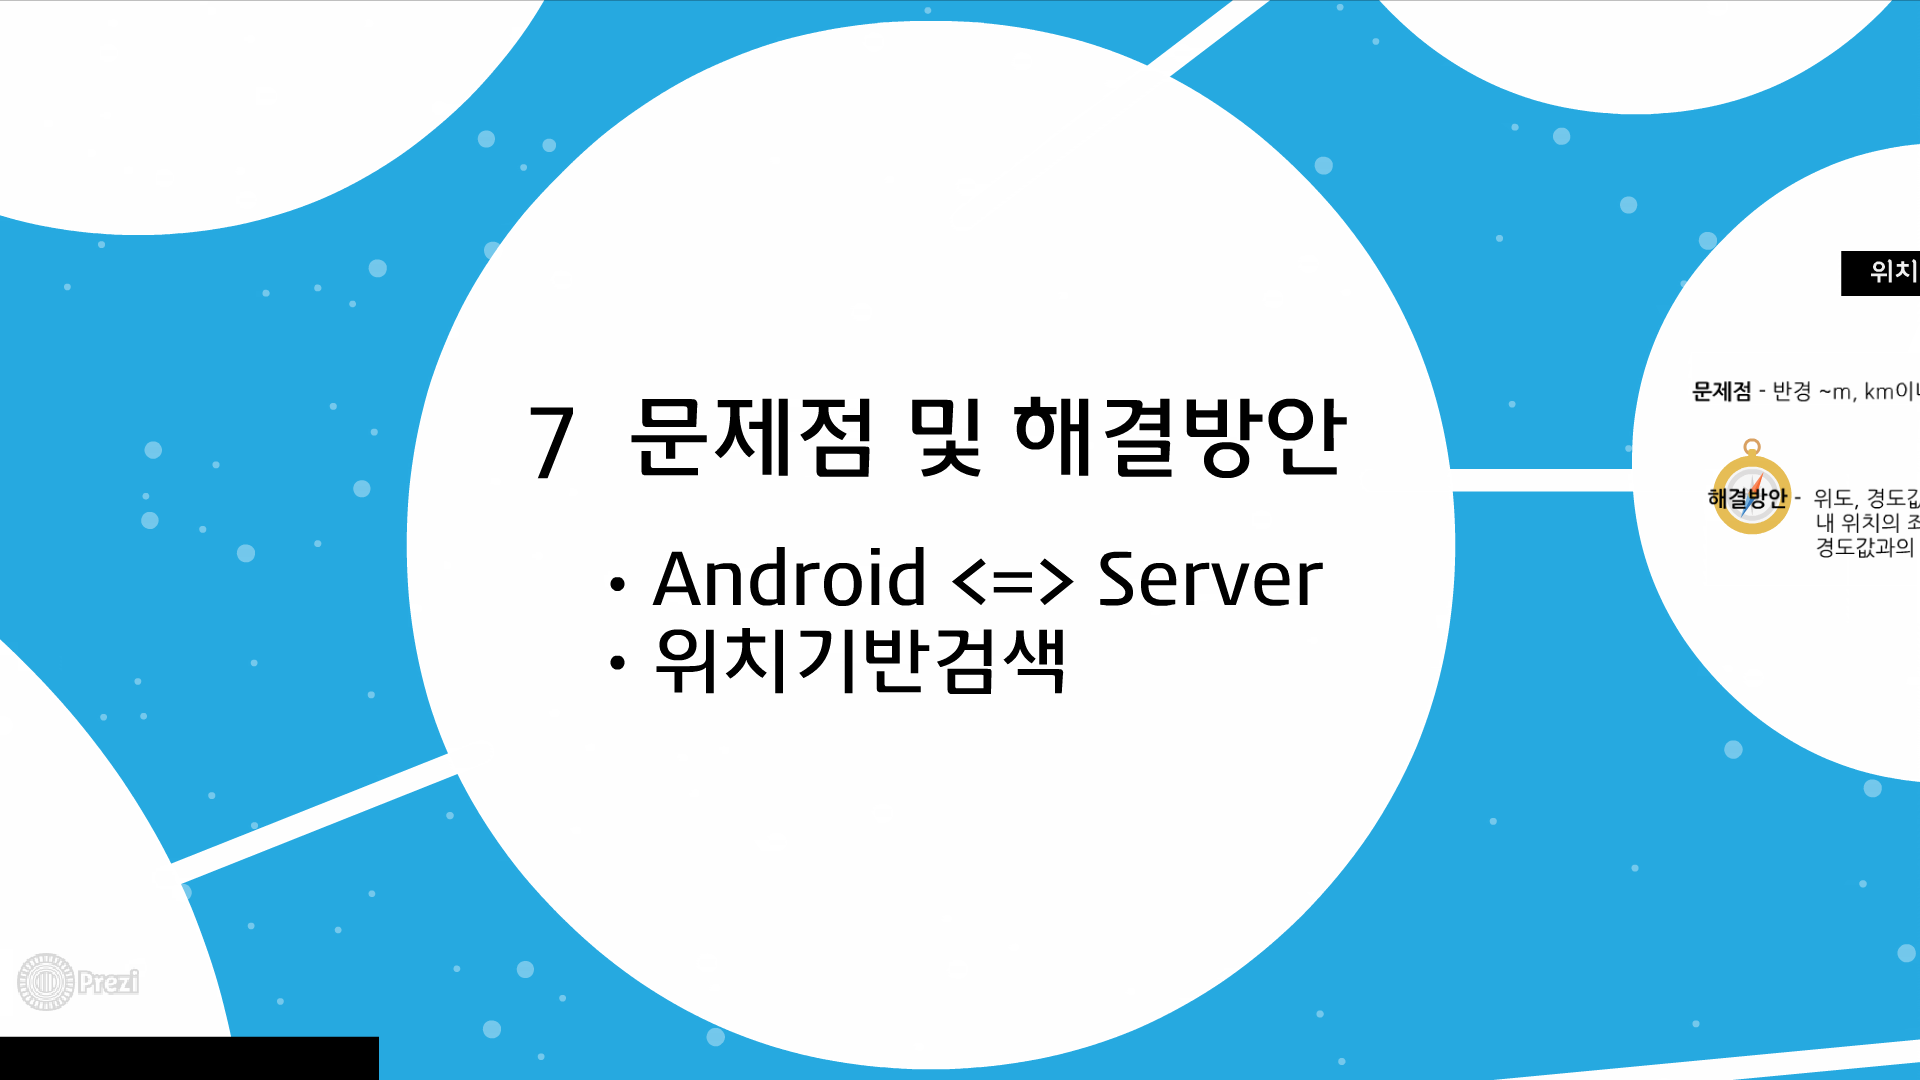 7 문제점 및 해결방안
• Android <=> Server
• 위치기반검색
위치
문제점 - 반경 ~m, km이
해결방안 - 위도, 경도
내 위치의
경도값과의
Prezi